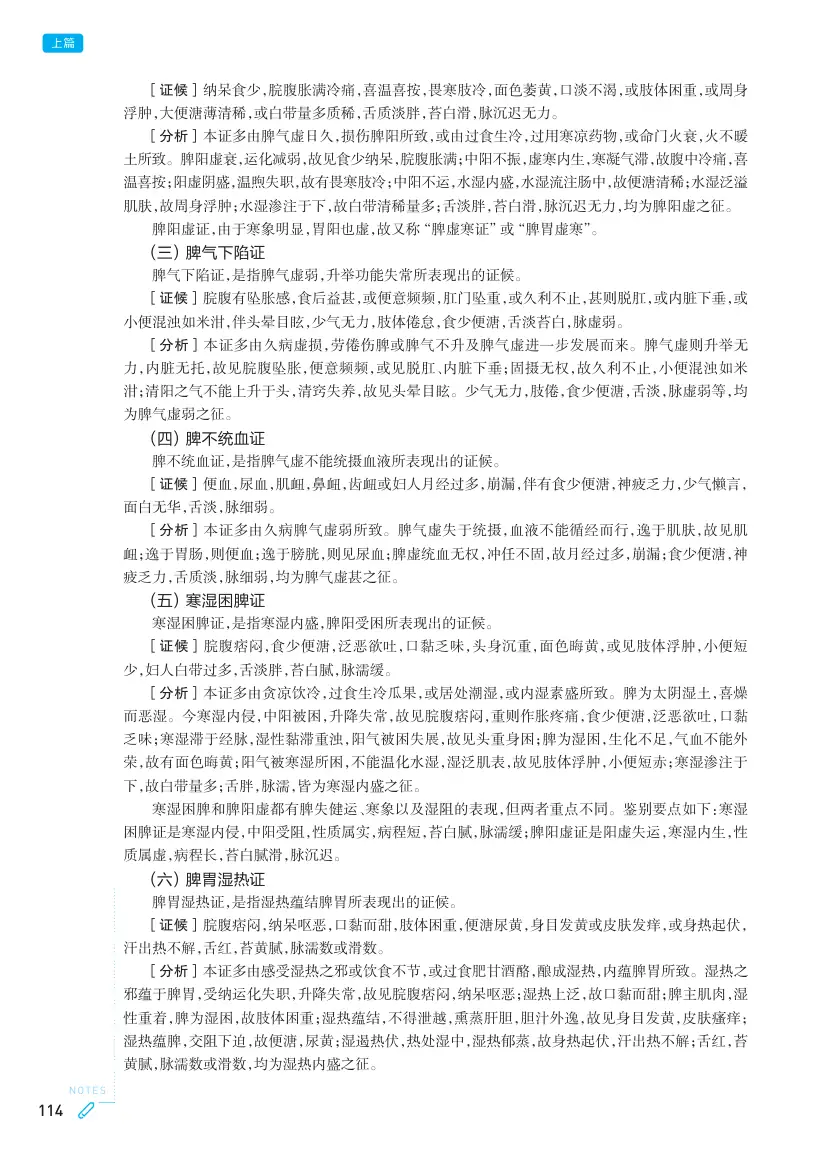 上篇
［证候］纳呆食少,脘腹胀满冷痛,喜温喜按,畏寒肢冷,面色萎黄,口淡不渴,或肢体困重,或周身
浮肿,大便溏薄清稀,或白带量多质稀,舌质淡胖,苔白滑,脉沉迟无力。
［分析］本证多由脾气虚日久,损伤脾阳所致,或由过食生冷,过用寒凉药物,或命门火衰,火不暖
土所致。脾阳虚衰,运化减弱,故见食少纳呆,脘腹胀满;中阳不振,虚寒内生,寒凝气滞,故腹中冷痛,喜
温喜按;阳虚阴盛,温煦失职,故有畏寒肢冷;中阳不运,水湿内盛,水湿流注肠中,故便溏清稀;水湿泛溢
肌肤,故周身浮肿;水湿渗注于下,故白带清稀量多;舌淡胖,苔白滑,脉沉迟无力,均为脾阳虚之征。
脾阳虚证,由于寒象明显,胃阳也虚,故又称“脾虚寒证”或“脾胃虚寒”。
（三）脾气下陷证
脾气下陷证,是指脾气虚弱,升举功能失常所表现出的证候。
［证候］脘腹有坠胀感,食后益甚,或便意频频,肛门坠重,或久利不止,甚则脱肛,或内脏下垂,或
小便混浊如米泔,伴头晕目眩,少气无力,肢体倦怠,食少便溏,舌淡苔白,脉虚弱。
［分析］本证多由久病虚损,劳倦伤脾或脾气不升及脾气虚进一步发展而来。脾气虚则升举无
力,内脏无托,故见脘腹坠胀,便意频频,或见脱肛、内脏下垂;固摄无权,故久利不止,小便混浊如米
泔;清阳之气不能上升于头,清窍失养,故见头晕目眩。少气无力,肢倦,食少便溏,舌淡,脉虚弱等,均
为脾气虚弱之征。
（四）脾不统血证
脾不统血证,是指脾气虚不能统摄血液所表现出的证候。
［证候］便血,尿血,肌衄,鼻衄,齿衄或妇人月经过多,崩漏,伴有食少便溏,神疲乏力,少气懒言,
面白无华,舌淡,脉细弱。
［分析］本证多由久病脾气虚弱所致。脾气虚失于统摄,血液不能循经而行,逸于肌肤,故见肌
衄;逸于胃肠,则便血;逸于膀胱,则见尿血;脾虚统血无权,冲任不固,故月经过多,崩漏;食少便溏,神
疲乏力,舌质淡,脉细弱,均为脾气虚甚之征。
（五）寒湿困脾证
寒湿困脾证,是指寒湿内盛,脾阳受困所表现出的证候。
［证候］脘腹痞闷,食少便溏,泛恶欲吐,口黏乏味,头身沉重,面色晦黄,或见肢体浮肿,小便短
少,妇人白带过多,舌淡胖,苔白腻,脉濡缓。
［分析］本证多由贪凉饮冷,过食生冷瓜果,或居处潮湿,或内湿素盛所致。脾为太阴湿土,喜燥
而恶湿。今寒湿内侵,中阳被困,升降失常,故见脘腹痞闷,重则作胀疼痛,食少便溏,泛恶欲吐,口黏
乏味;寒湿滞于经脉,湿性黏滞重浊,阳气被困失展,故见头重身困;脾为湿困,生化不足,气血不能外
荣,故有面色晦黄;阳气被寒湿所困,不能温化水湿,湿泛肌表,故见肢体浮肿,小便短赤;寒湿渗注于
下,故白带量多;舌胖,脉濡,皆为寒湿内盛之征。
寒湿困脾和脾阳虚都有脾失健运、寒象以及湿阻的表现,但两者重点不同。鉴别要点如下:寒湿
困脾证是寒湿内侵,中阳受阻,性质属实,病程短,苔白腻,脉濡缓;脾阳虚证是阳虚失运,寒湿内生,性
质属虚,病程长,苔白腻滑,脉沉迟。
（六）脾胃湿热证
脾胃湿热证,是指湿热蕴结脾胃所表现出的证候。
［证候］脘腹痞闷,纳呆呕恶,口黏而甜,肢体困重,便溏尿黄,身目发黄或皮肤发痒,或身热起伏,
汗出热不解,舌红,苔黄腻,脉濡数或滑数。
［分析］本证多由感受湿热之邪或饮食不节,或过食肥甘酒酪,酿成湿热,内蕴脾胃所致。湿热之
邪蕴于脾胃,受纳运化失职,升降失常,故见脘腹痞闷,纳呆呕恶;湿热上泛,故口黏而甜;脾主肌肉,湿
性重着,脾为湿困,故肢体困重;湿热蕴结,不得泄越,熏蒸肝胆,胆汁外逸,故见身目发黄,皮肤瘙痒;
湿热蕴脾,交阻下迫,故便溏,尿黄;湿遏热伏,热处湿中,湿热郁蒸,故身热起伏,汗出热不解;舌红,苔
黄腻,脉濡数或滑数,均为湿热内盛之征。
NOTES
114